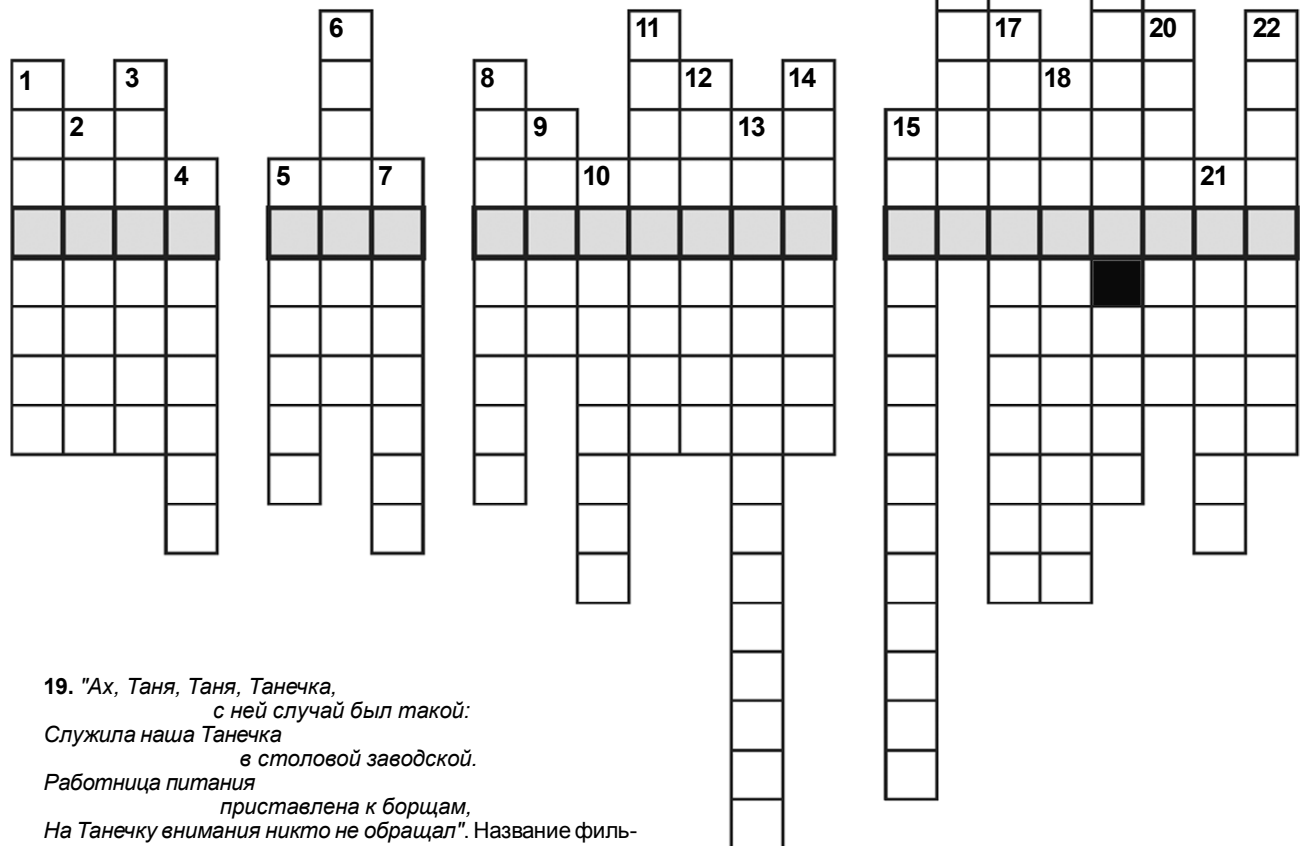 6 11 17 20 22
1 3 8 12 14 18
2 9 13 15
4 5 7 10 21
19. "Ах, Таня, Таня, Танечка,
с ней случай был такой:
Служила наша Танечка
в столовой заводской.
Работница питания
приставлена к борщам,
На Танечку внимания никто не обращал". Название филь-